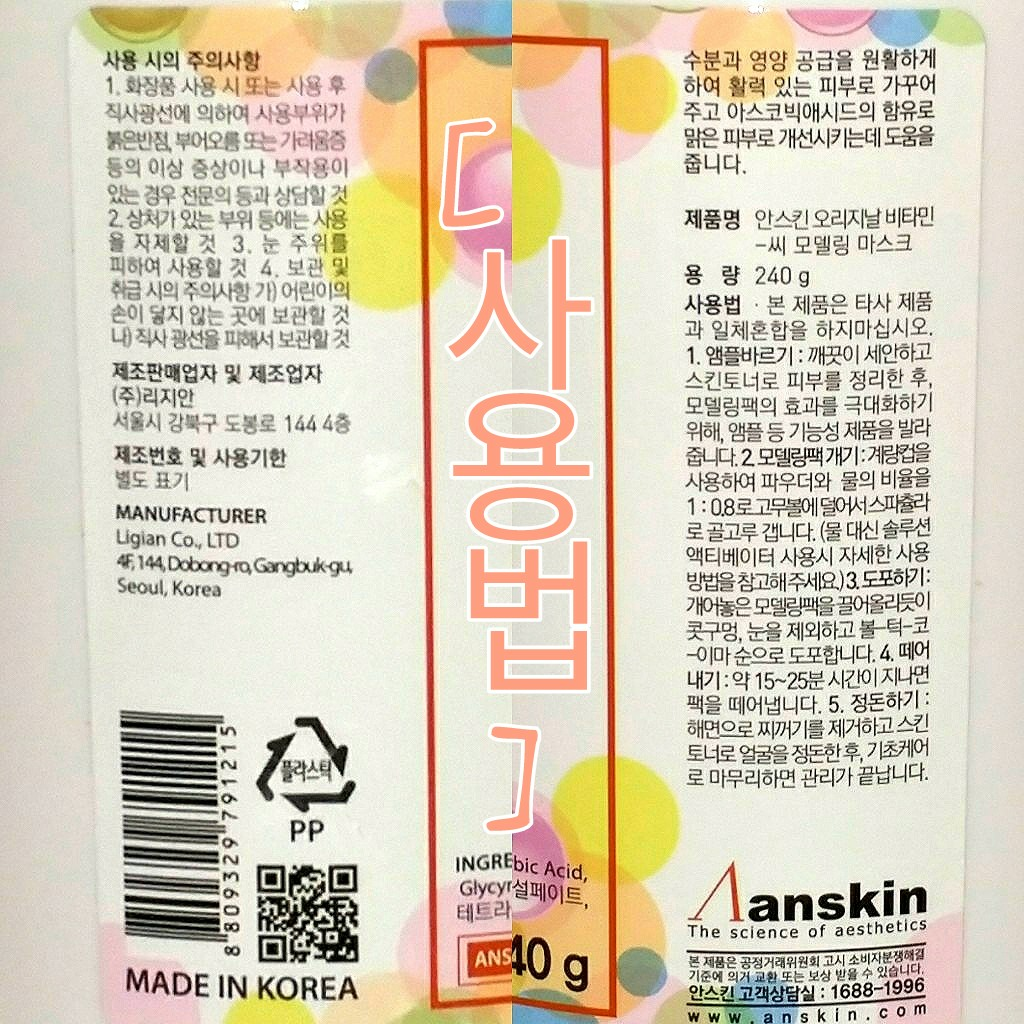 사용 시의 주의사항
1. 화장품 사용 시 또는 사용 후
직사광선에 의하여 사용부위가
붉은반점, 부어오름 또는 가려움증
등의 이상 증상이나 부작용이
있는 경우 전문의 등과 상담할 것
2. 상처가 있는 부위 등에는 사용
을 자제할 것 3. 눈 주위를
피하여 사용할 것 4. 보관 및
취급 시의 주의사항 가) 어린이의
손이 닿지 않는 곳에 보관할 것
나) 직사 광선을 피해서 보관할 것
제조판매업자 및 제조업자
(주)리지안
서울시 강북구 도봉로 144 4층
제조번호 및 사용기한
별도 표기
MANUFACTURER
Ligian Co., LTD
4F, 144, Dobong-ro, Gangbuk-gu,
Seoul, Korea
8 809329 791215
플라스틱
PP
MADE IN KOREA
[사용법]
INGRE
Glycyr
테트라
ANS
bic Acid,
설페이트,
40 g
수분과 영양 공급을 원활하게
하여 활력 있는 피부로 가꾸어
주고 아스코빅애시드의 함유로
맑은 피부로 개선시키는데 도움을
줍니다.
제품명 안스킨 오리지날 비타민
-씨 모델링 마스크
용 량 240 g
사용법 · 본 제품은 타사 제품
과 일체혼합을 하지마십시오.
1. 앰플바르기 : 깨끗이 세안하고
스킨토너로 피부를 정리한 후,
모델링팩의 효과를 극대화하기
위해, 앰플 등 기능성 제품을 발라
줍니다. 2. 모델링팩 개기 : 계량컵을
사용하여 파우더와 물의 비율을
1 : 0.8로 고무볼에 덜어서 스파츌라
로 골고루 갭니다. (물 대신 솔루션
액티베이터 사용시 자세한 사용
방법을 참고해 주세요.) 3. 도포하기 :
개어놓은 모델링팩을 끌어올리듯이
콧구멍, 눈을 제외하고 볼-턱-코
-이마 순으로 도포합니다. 4. 떼어
내기 : 약 15~25분 시간이 지나면
팩을 떼어냅니다. 5. 정돈하기 :
해면으로 찌꺼기를 제거하고 스킨
토너로 얼굴을 정돈한 후, 기초케어
로 마무리하면 관리가 끝납니다.
anskin
The science of aesthetics
본 제품은 공정거래위원회 고시 소비자분쟁해결
기준에 의거 교환 또는 보상 받을 수 있습니다.
안스킨 고객상담실 : 1688-1996
www.anskin.com